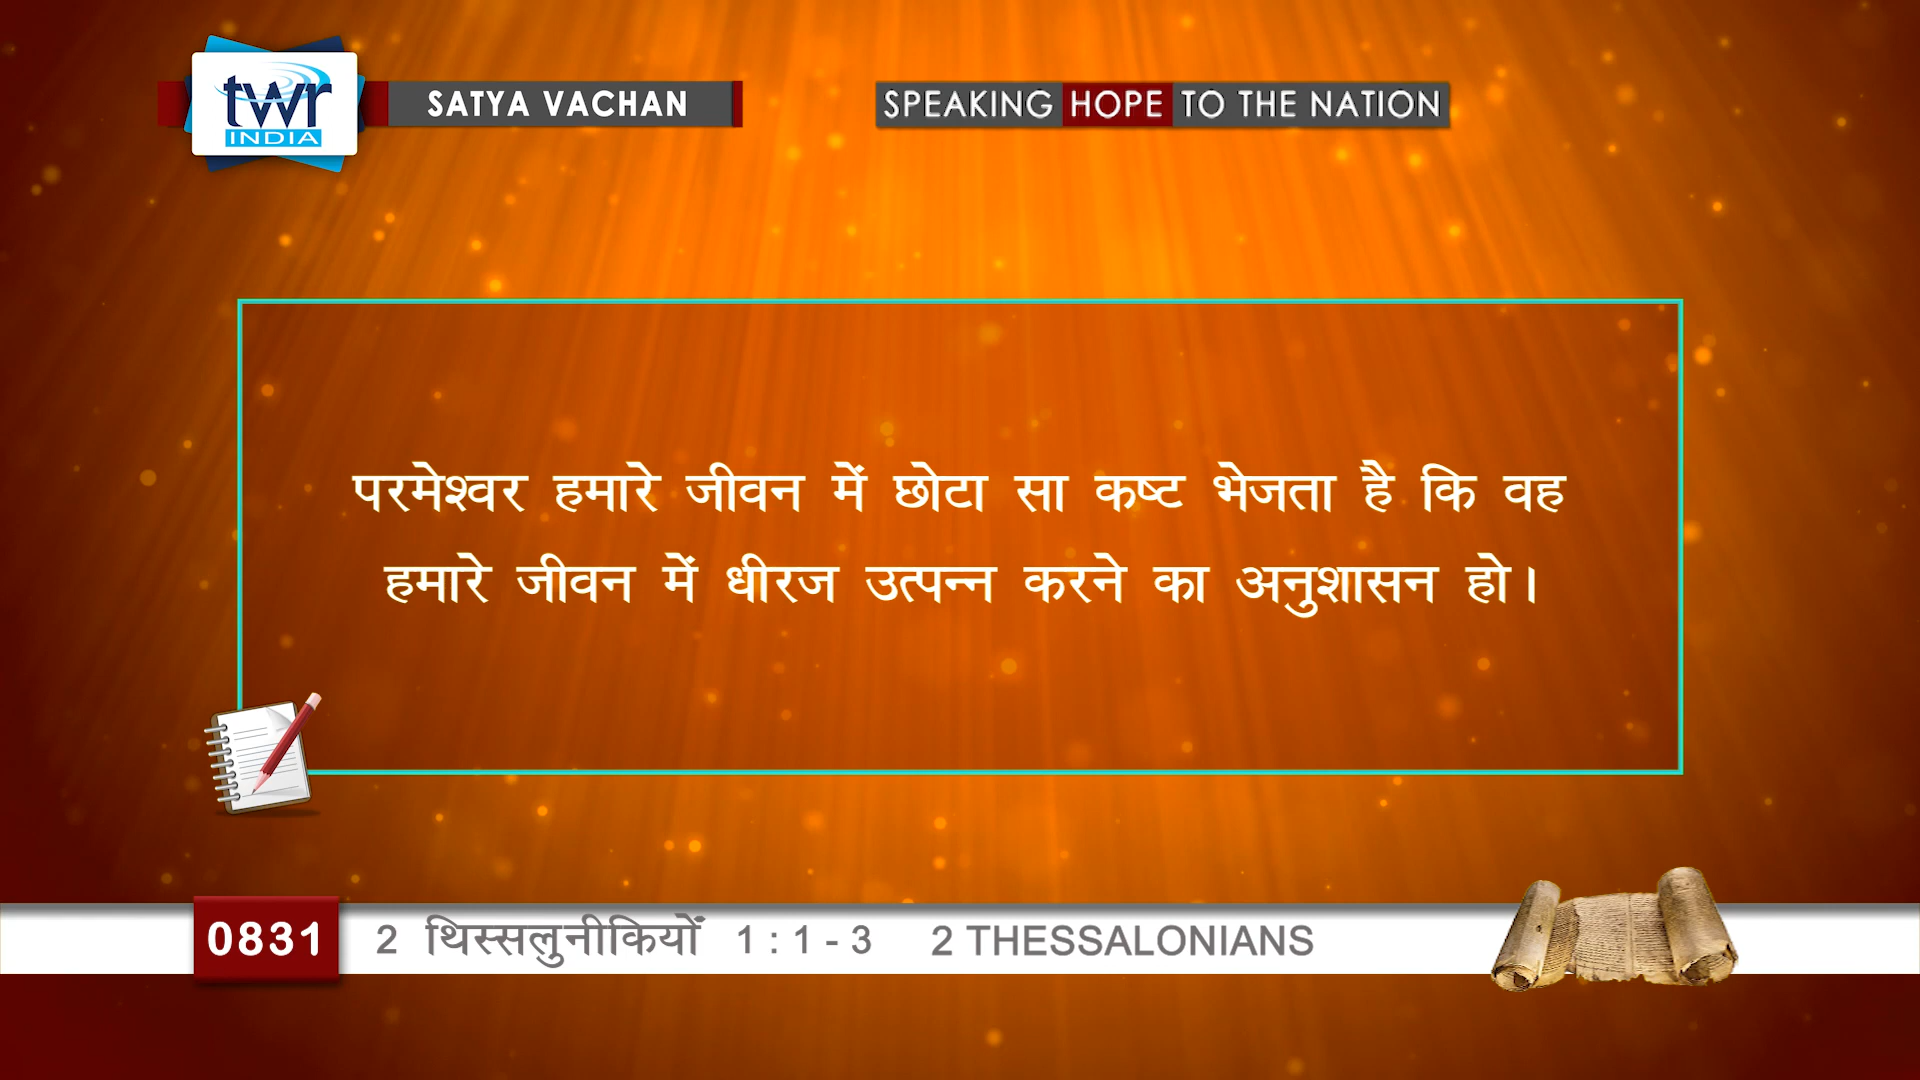 twr
INDIA
SATYA VACHAN
SPEAKING HOPE TO THE NATION
परमेश्वर हमारे जीवन में छोटा सा कष्ट भेजता है कि वह
हमारे जीवन में धीरज उत्पन्न करने का अनुशासन हो।
0831 2 थिस्सलुनीकियों 1 : 1 - 3 2 THESSALONIANS